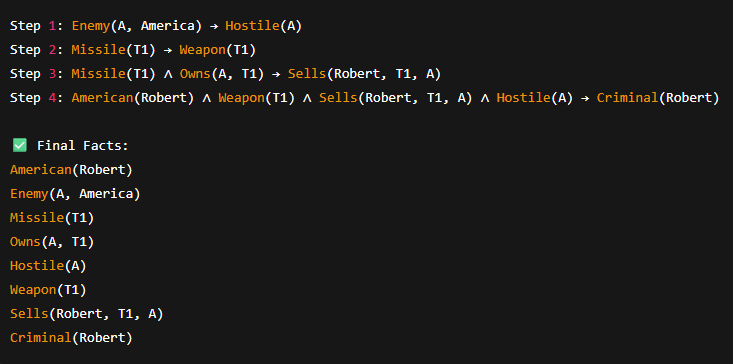 Step 1: Enemy(A, America) → Hostile(A)
Step 2: Missile(T1) → Weapon(T1)
Step 3: Missile(T1) ∧ Owns(A, T1) → Sells(Robert, T1, A)
Step 4: American(Robert) ∧ Weapon(T1) ∧ Sells(Robert, T1, A) ∧ Hostile(A) → Criminal(Robert)
✅ Final Facts:
American(Robert)
Enemy(A, America)
Missile(T1)
Owns(A, T1)
Hostile(A)
Weapon(T1)
Sells(Robert, T1, A)
Criminal(Robert)